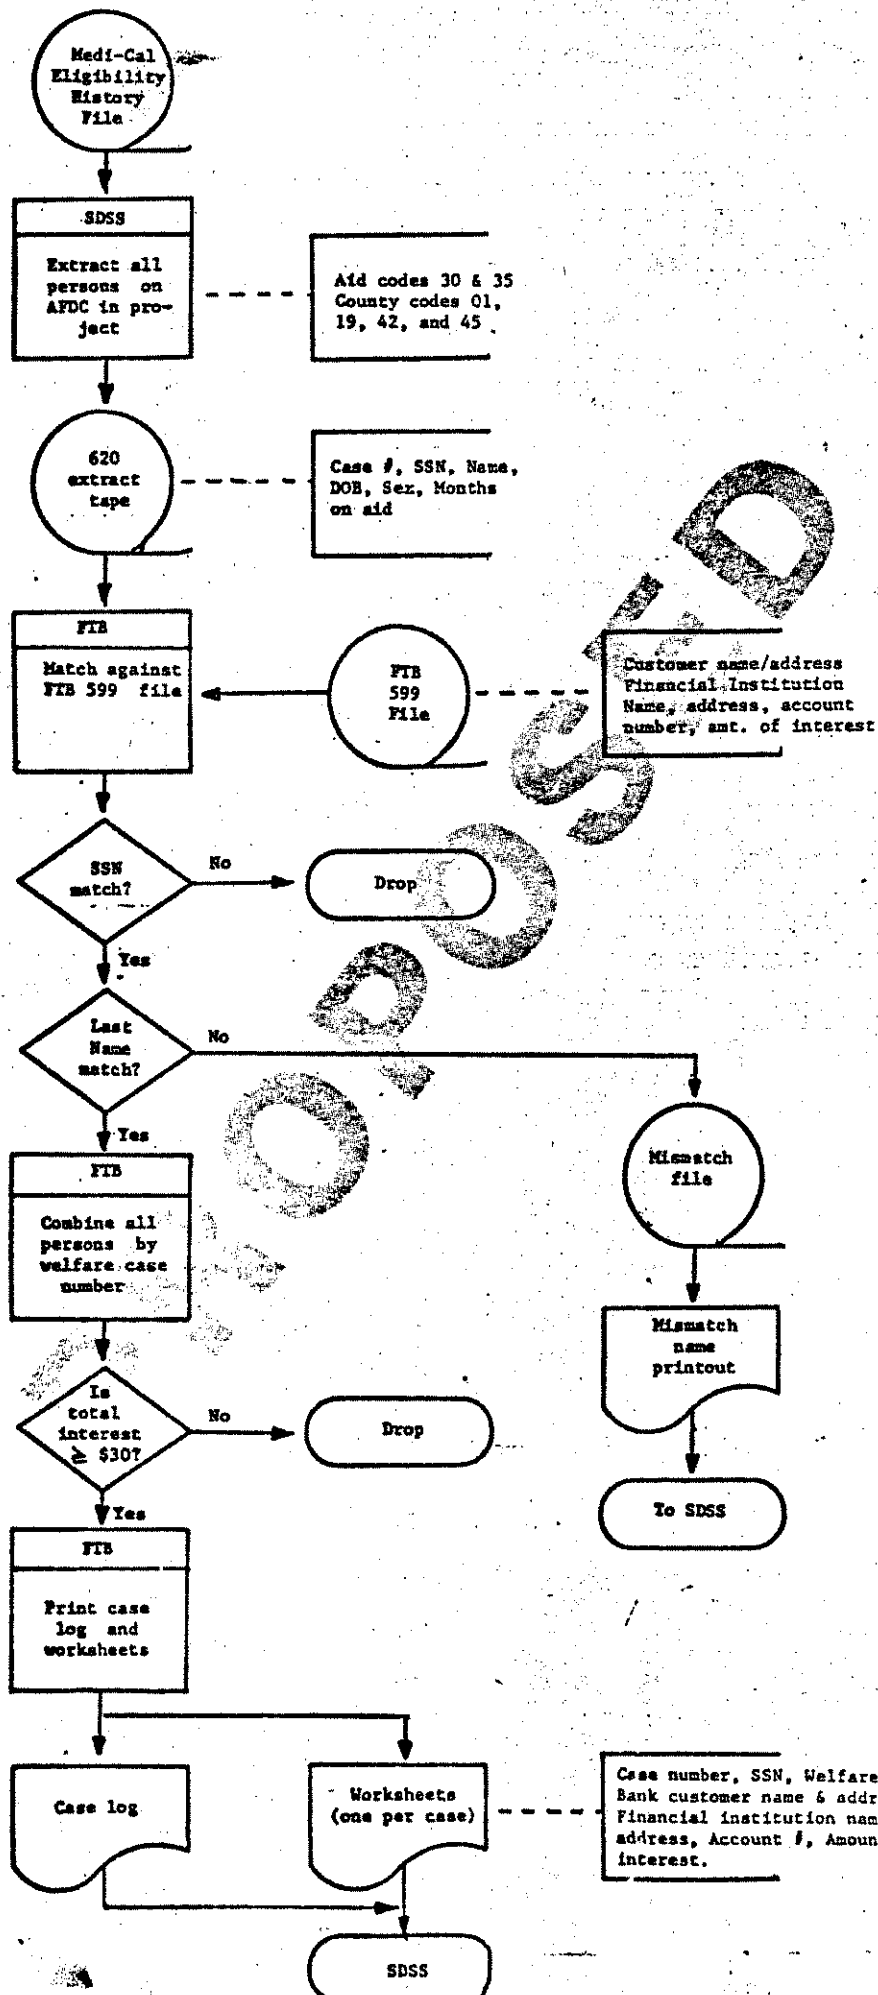 Medi-Cal
Eligibility
History
File
SDSS
Extract all
persons on
AFDC in pro-
ject
Aid codes 30 & 35
County codes 01,
19, 42, and 45
620
extract
tape
Case #, SSN, Name,
DOB, Sex, Months
on aid
FTB
Match against
FTB 599 file
FTB
599
File
Customer name/address
Financial Institution
Name, address, account
number, amt. of interest
SSN
match?
No
Drop
Yes
Last
Name
match?
No
Yes
Mismatch
file
FTB
Combine all
persons by
welfare case
number
Mismatch
name
printout
Is
total
interest
≥ $30?
No
Drop
To SDSS
Yes
FTB
Print case
log and
worksheets
Case log
Worksheets
(one per case)
Case number, SSN, Welfare
Bank customer name & addr
Financial institution nam
address, Account #, Amoun
interest.
SDSS
PROPOSED